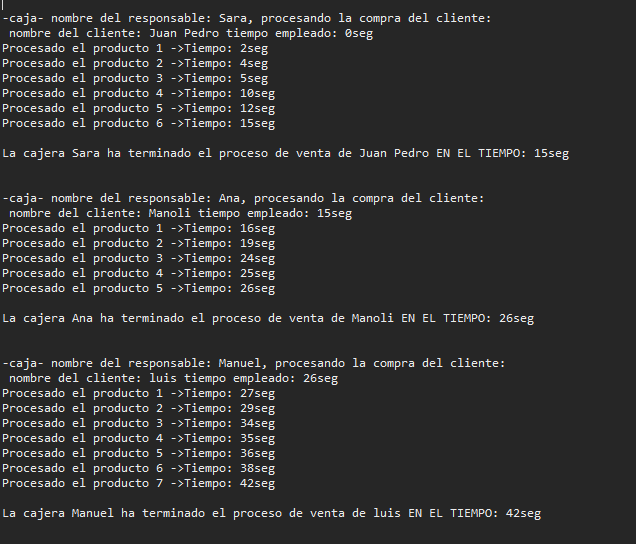 -caja- nombre del responsable: Sara, procesando la compra del cliente:
nombre del cliente: Juan Pedro tiempo empleado: 0seg
Procesado el producto 1 ->Tiempo: 2seg
Procesado el producto 2 ->Tiempo: 4seg
Procesado el producto 3 ->Tiempo: 5seg
Procesado el producto 4 ->Tiempo: 10seg
Procesado el producto 5 ->Tiempo: 12seg
Procesado el producto 6 ->Tiempo: 15seg
La cajera Sara ha terminado el proceso de venta de Juan Pedro EN EL TIEMPO: 15seg
-caja- nombre del responsable: Ana, procesando la compra del cliente:
nombre del cliente: Manoli tiempo empleado: 15seg
Procesado el producto 1 ->Tiempo: 16seg
Procesado el producto 2 ->Tiempo: 19seg
Procesado el producto 3 ->Tiempo: 24seg
Procesado el producto 4 ->Tiempo: 25seg
Procesado el producto 5 ->Tiempo: 26seg
La cajera Ana ha terminado el proceso de venta de Manoli EN EL TIEMPO: 26seg
-caja- nombre del responsable: Manuel, procesando la compra del cliente:
nombre del cliente: luis tiempo empleado: 26seg
Procesado el producto 1 ->Tiempo: 27seg
Procesado el producto 2 ->Tiempo: 29seg
Procesado el producto 3 ->Tiempo: 34seg
Procesado el producto 4 ->Tiempo: 35seg
Procesado el producto 5 ->Tiempo: 36seg
Procesado el producto 6 ->Tiempo: 38seg
Procesado el producto 7 ->Tiempo: 42seg
La cajera Manuel ha terminado el proceso de venta de luis EN EL TIEMPO: 42seg